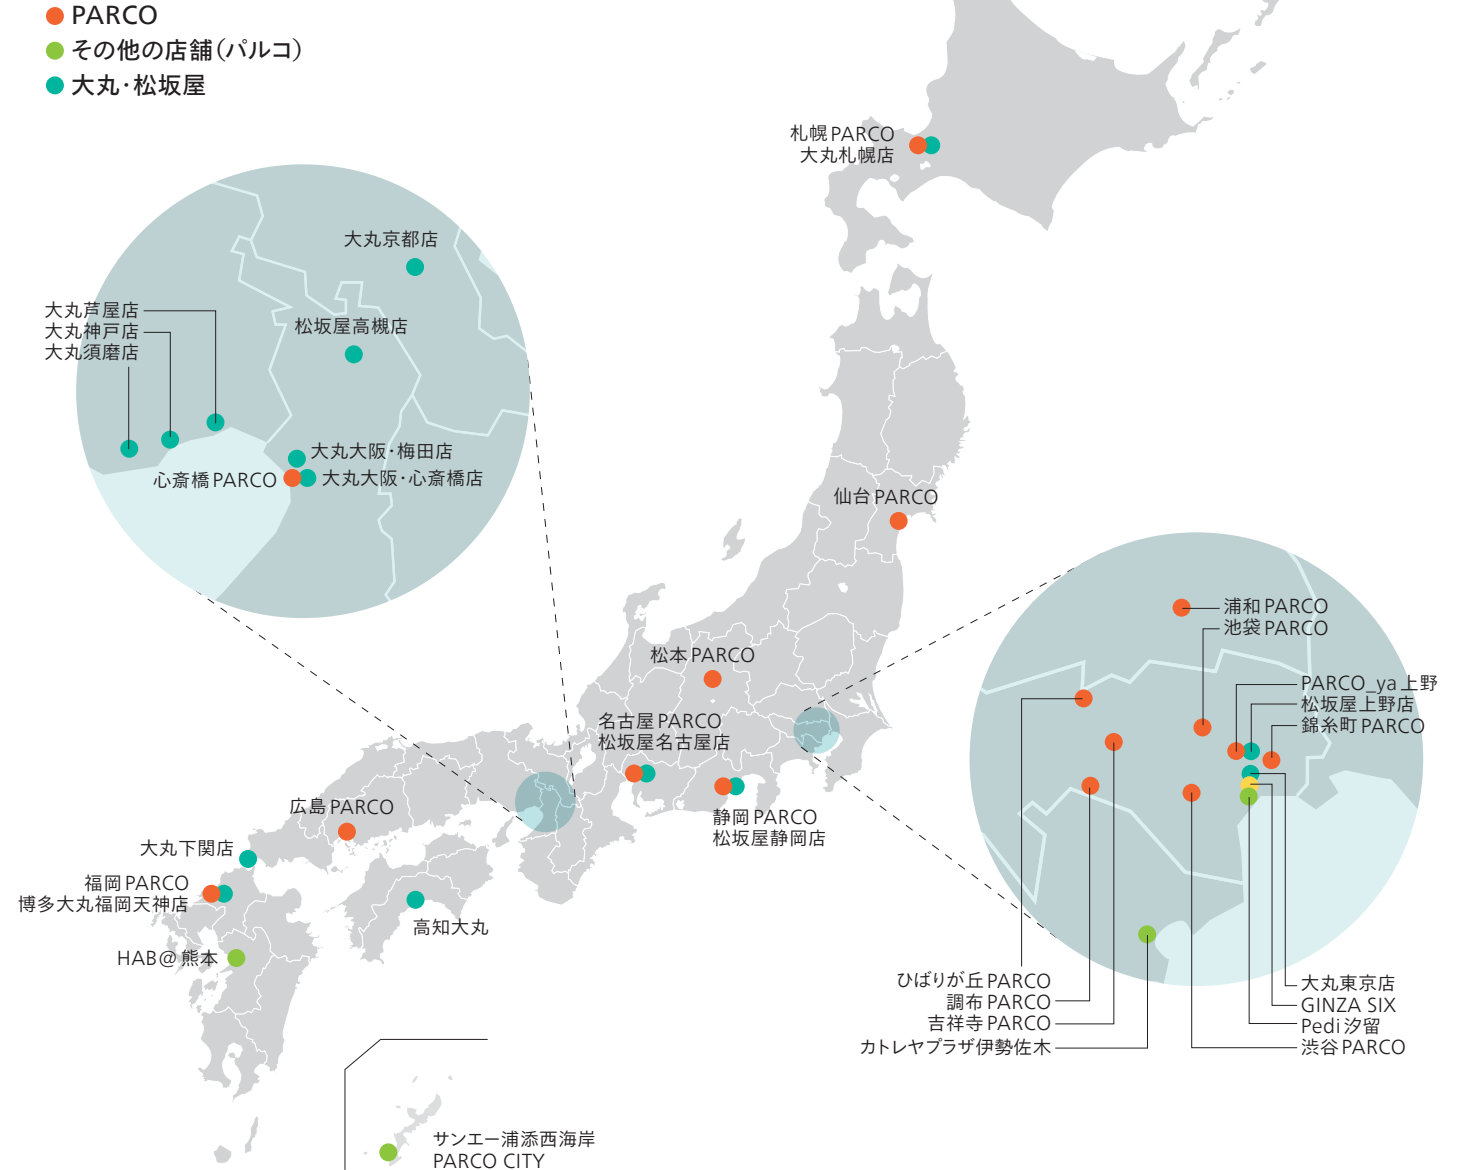 PARCO
その他の店舗(パルコ)
大丸・松坂屋
札幌PARCO
大丸札幌店
大丸京都店
大丸芦屋店
大丸神戸店
大丸須磨店
松坂屋高槻店
大丸大阪・梅田店
心斎橋PARCO
大丸大阪・心斎橋店
仙台PARCO
松本PARCO
名古屋PARCO
松坂屋名古屋店
静岡PARCO
松坂屋静岡店
広島PARCO
大丸下関店
福岡PARCO
博多大丸福岡天神店
高知大丸
HAB@熊本
浦和PARCO
池袋PARCO
PARCO_ya上野
松坂屋上野店
錦糸町PARCO
ひばりが丘PARCO
調布PARCO
吉祥寺PARCO
カトレヤプラザ伊勢佐木
大丸東京店
GINZA SIX
Pedi汐留
渋谷PARCO
サンエー浦添西海岸
PARCO CITY